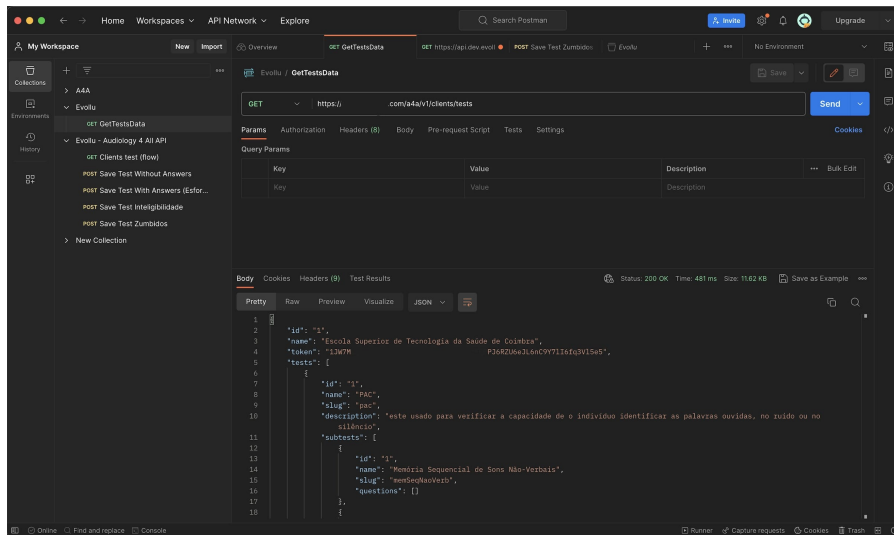 Home Workspaces API Network Explore Search Postman Invite Upgrade
My Workspace New Import Overview GET GetTestsData GET https://api.dev.evoll POST Save Test Zumbidos Evollu No Environment
Collections
Environments
History
A4A
Evollu
GET GetTestsData
Evollu - Audiology 4 All API
GET Clients test (flow)
POST Save Test Without Answers
POST Save Test With Answers (Esfor...
POST Save Test Inteligibilidade
POST Save Test Zumbidos
New Collection
Evollu / GetTestsData Save
GET https:/ .com/a4a/v1/clients/tests Send
Params Authorization Headers (8) Body Pre-request Script Tests Settings Cookies
Query Params
Key Value Description Bulk Edit
Key Value Description
Body Cookies Headers (9) Test Results Status: 200 OK Time: 481 ms Size: 11.62 KB Save as Example
Pretty Raw Preview Visualize JSON
1 [
2 "id": "1",
3 "name": "Escola Superior de Tecnologia da Saúde de Coimbra",
4 "token": "1JW7M PJ6RZU6eJL6nC9Y7lI6fq3Vl5e5",
5 "tests": [
6 {
7 "id": "1",
8 "name": "PAC",
9 "slug": "pac",
10 "description": "este usado para verificar a capacidade de o indivíduo identificar as palavras ouvidas, no ruído ou no
silêncio",
11 "subtests": [
12 {
13 "id": "1",
14 "name": "Memória Sequencial de Sons Não-Verbais",
15 "slug": "memSeqNaoVerb",
16 "questions": []
17 },
18 {
Online Find and replace Console Runner Capture requests Cookies Trash